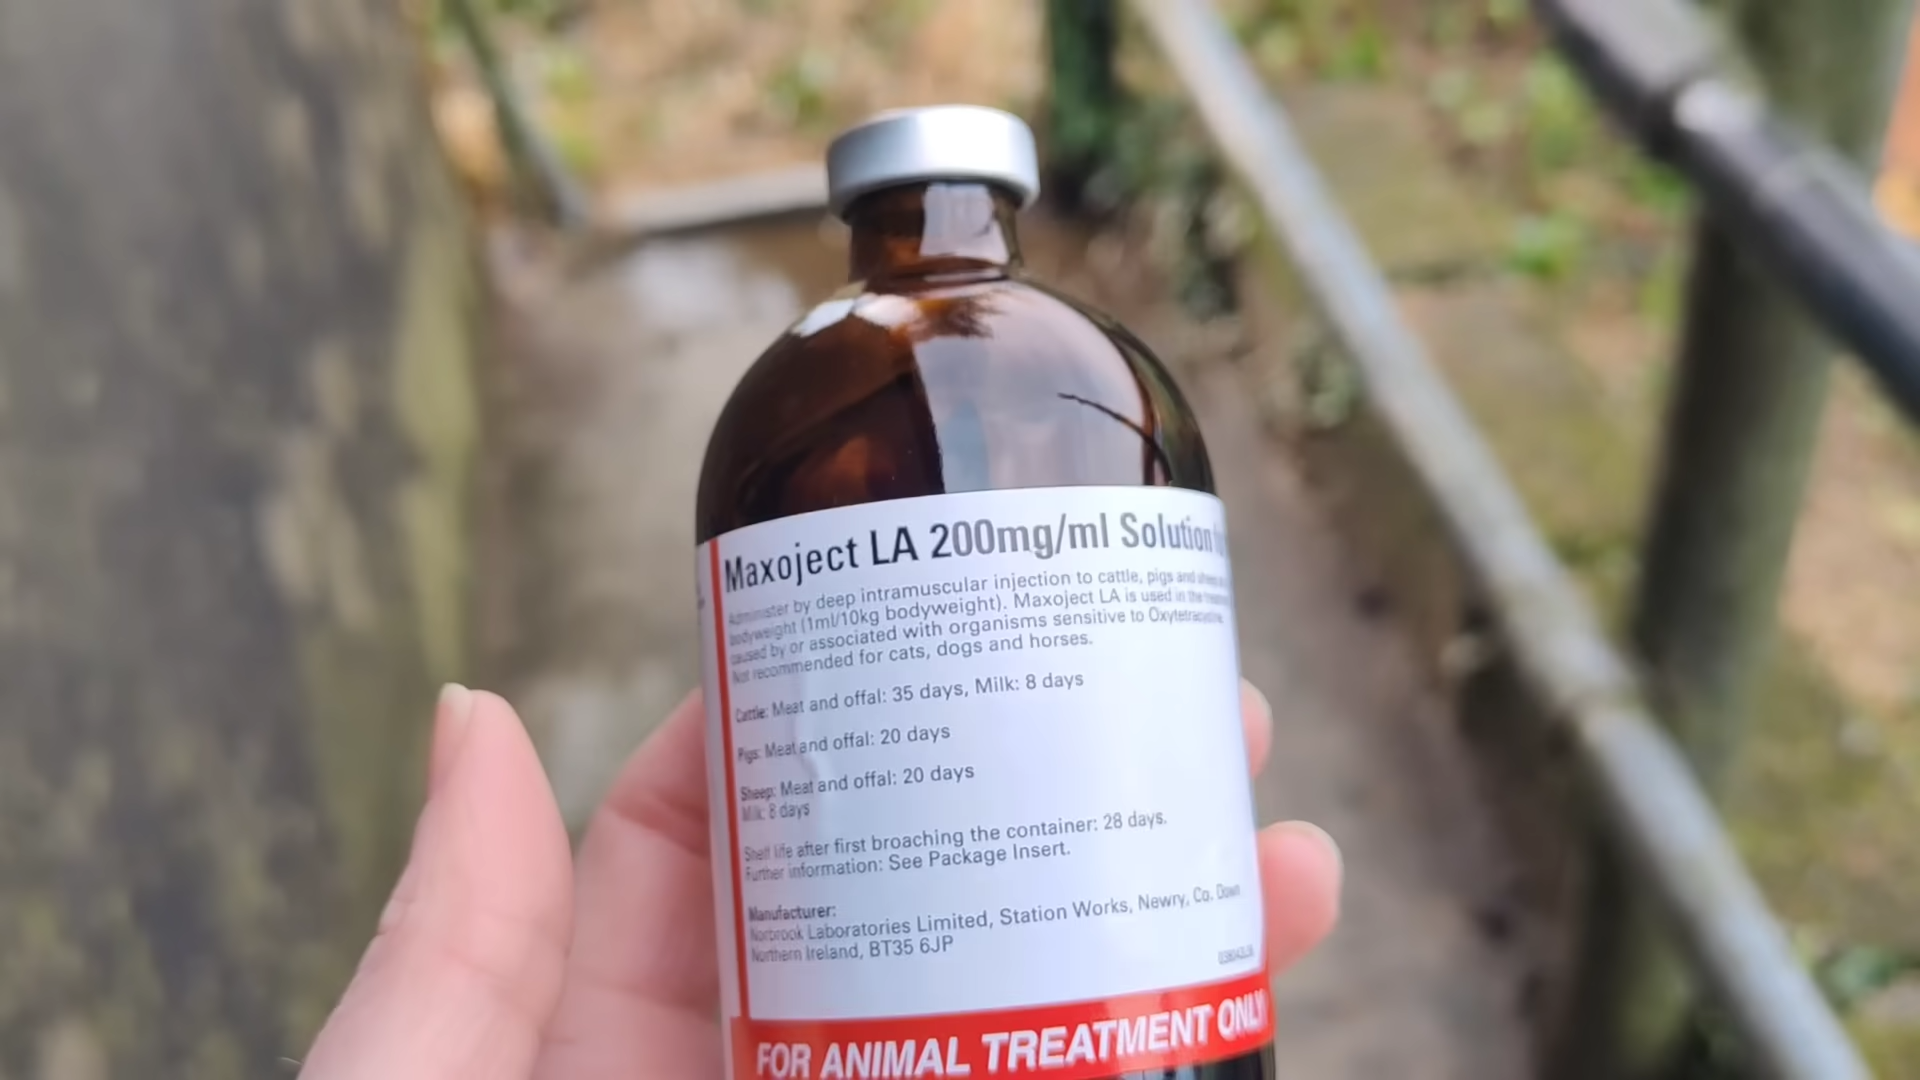 Maxoject LA 200mg/ml Solution
Administer by deep intramuscular injection to cattle, pigs and sheep
bodyweight (1ml/10kg bodyweight). Maxoject LA is used in the treatment
caused by or associated with organisms sensitive to Oxytetracycline.
Not recommended for cats, dogs and horses.
Cattle: Meat and offal: 35 days, Milk: 8 days
Pigs: Meat and offal: 20 days
Sheep: Meat and offal: 20 days
Milk: 8 days
Shelf life after first broaching the container: 28 days.
Further information: See Package Insert.
Manufacturer:
Norbrook Laboratories Limited, Station Works, Newry, Co. Down
Northern Ireland, BT35 6JP
FOR ANIMAL TREATMENT ONLY